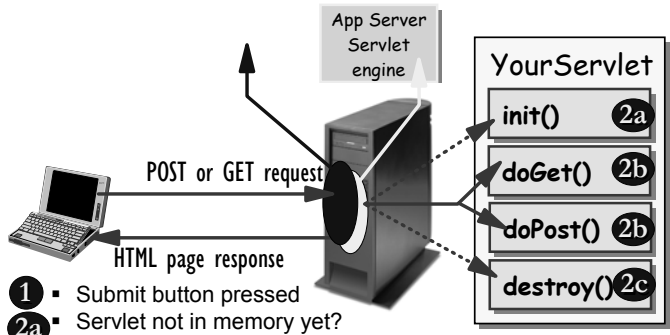 App Server
Servlet
engine
YourServlet
init() 2a
doGet() 2b
doPost() 2b
destroy() 2c
POST or GET request
HTML page response
1 ▪ Submit button pressed
2a ▪ Servlet not in memory yet?